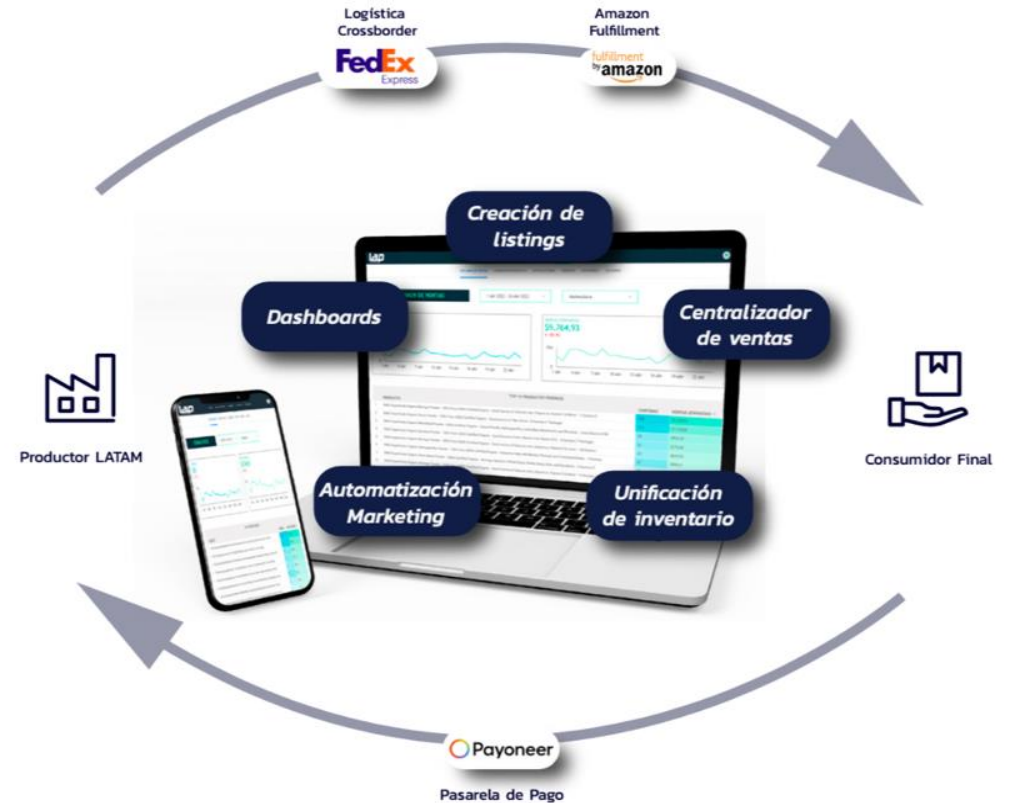 Logística
Crossborder
FedEx
Express
Amazon
Fulfillment
fulfillment
by amazon
Creación de
listings
Dashboards
Centralizador
de ventas
$5,764.93
Productor LATAM
Consumidor Final
Automatización
Marketing
Unificación
de inventario
Payoneer
Pasarela de Pago